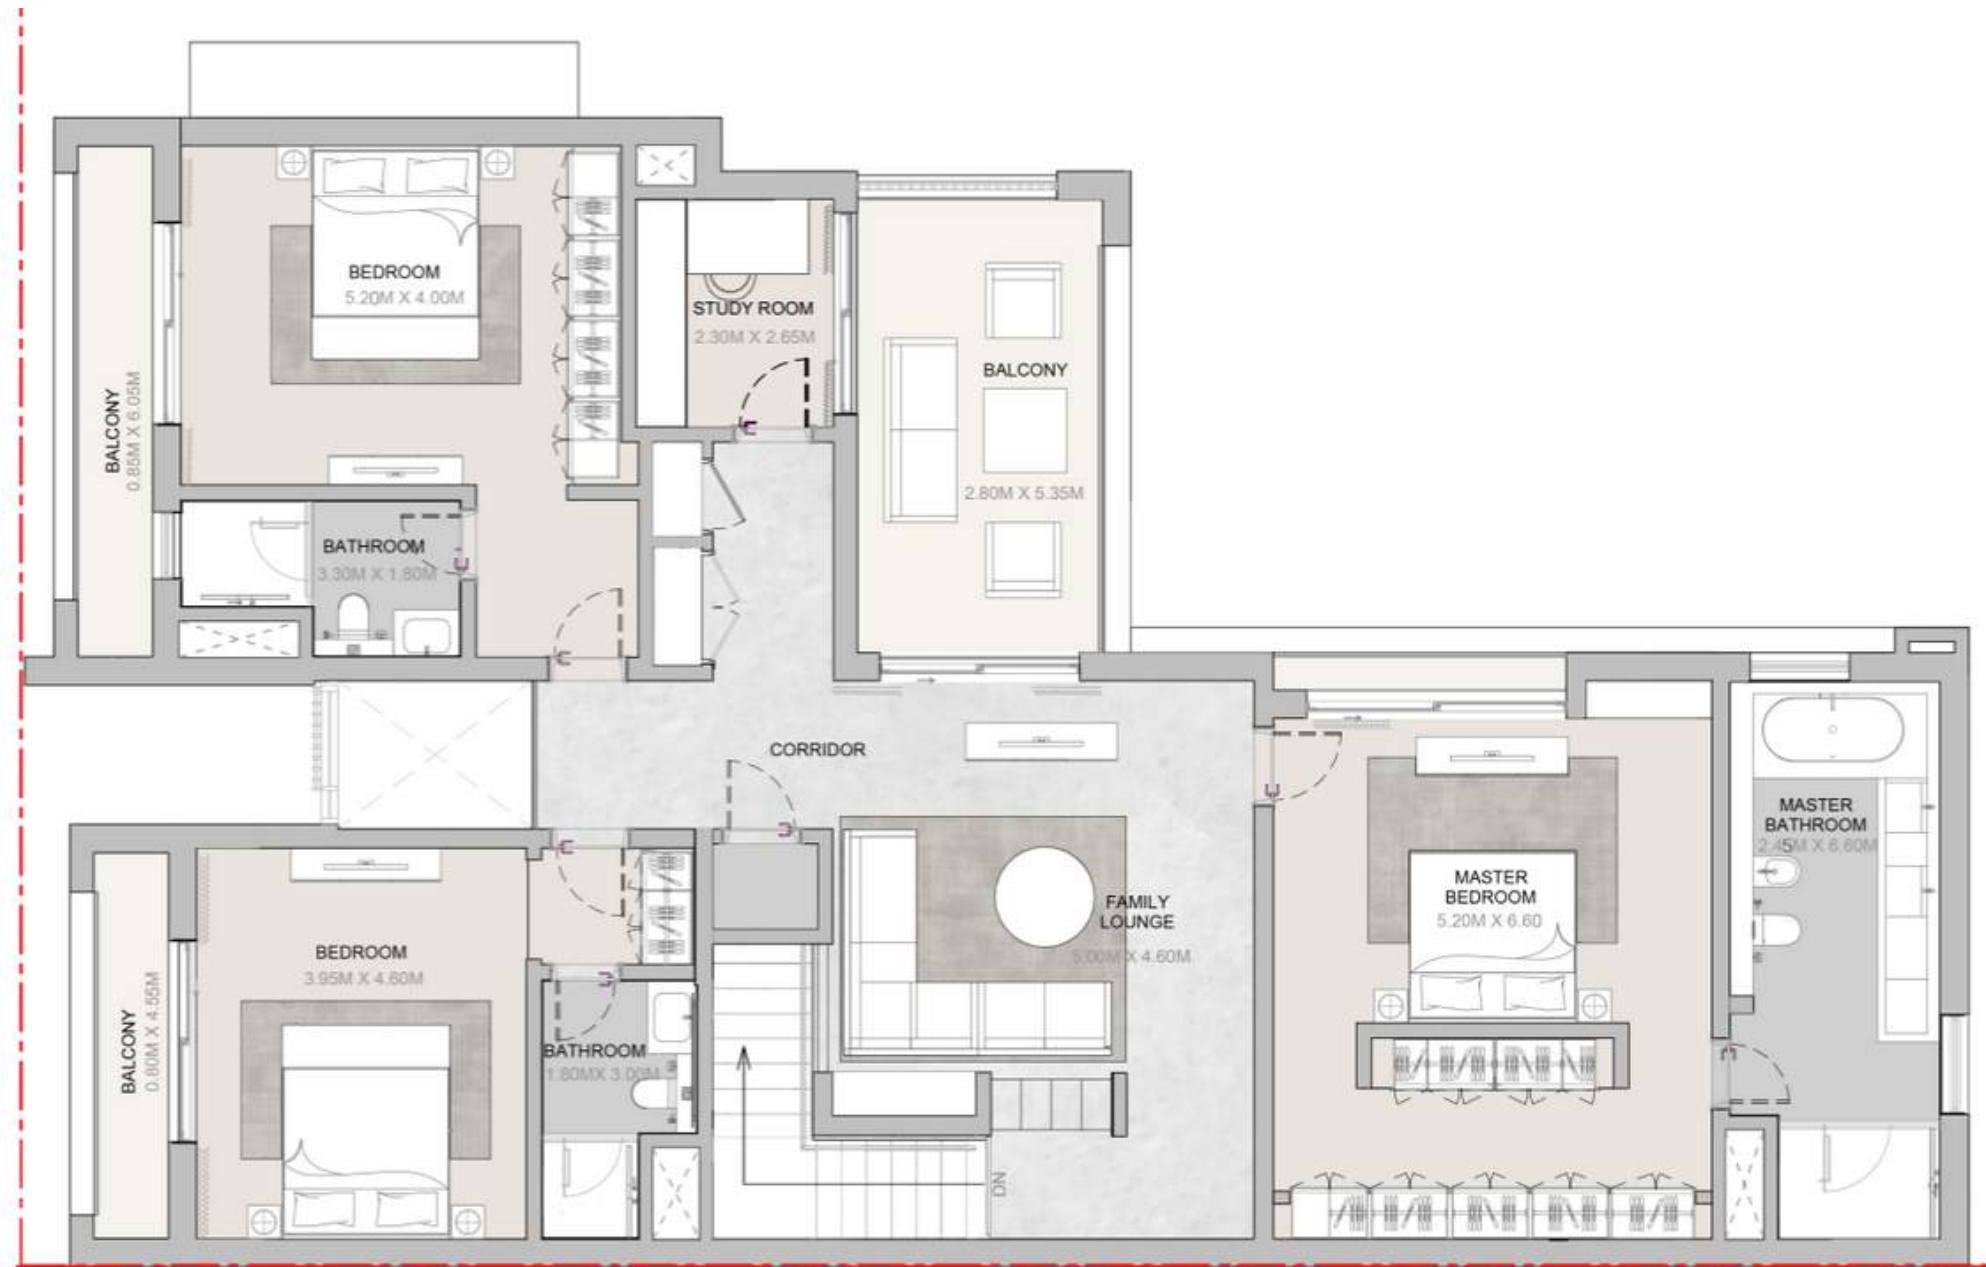 BEDROOM
5.20M X 4.00M
STUDY ROOM
2.30M X 2.65M
BALCONY
2.80M X 5.35M
BALCONY
0.85M X 6.05M
BATHROOM
3.30M X 1.80M
CORRIDOR
MASTER
BATHROOM
2.45M X 6.60M
MASTER
BEDROOM
5.20M X 6.60
FAMILY
LOUNGE
5.00M X 4.60M
BEDROOM
3.95M X 4.60M
BALCONY
0.80M X 4.55M
BATHROOM
1.80MX 3.00M
DN